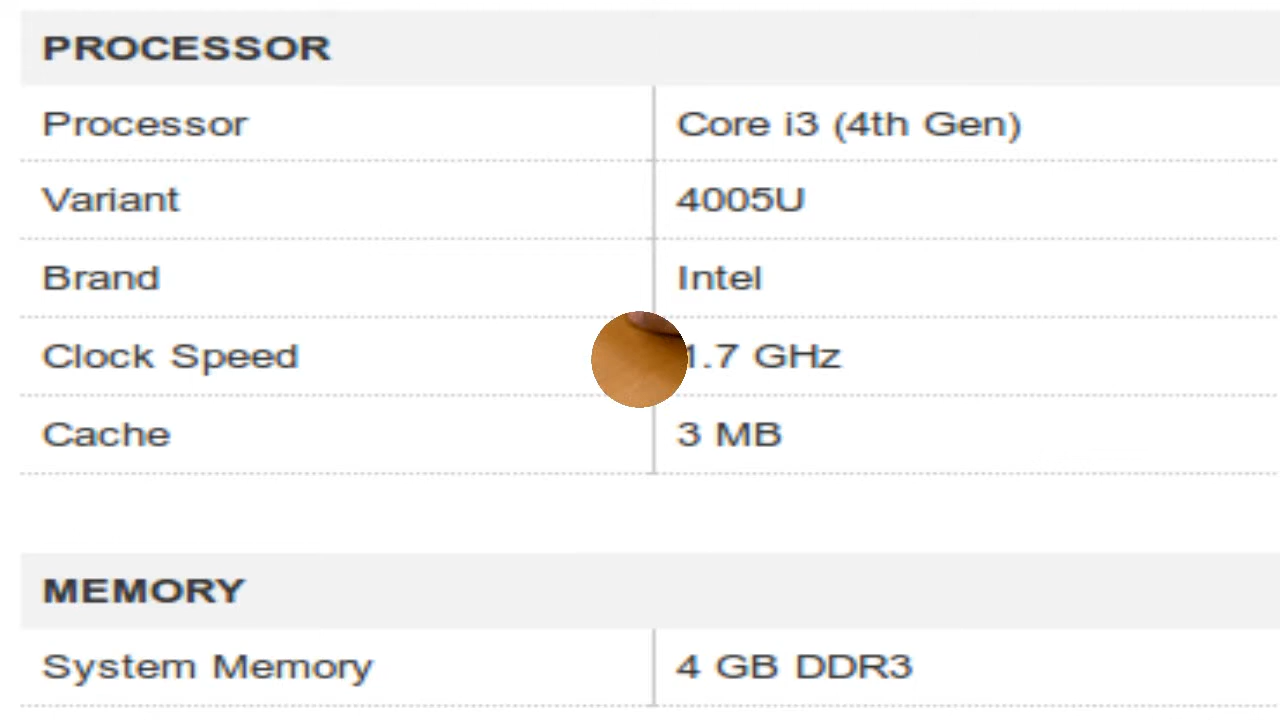 PROCESSOR
Processor Core i3 (4th Gen)
Variant 4005U
Brand Intel
Clock Speed 1.7 GHz
Cache 3 MB
MEMORY
System Memory 4 GB DDR3